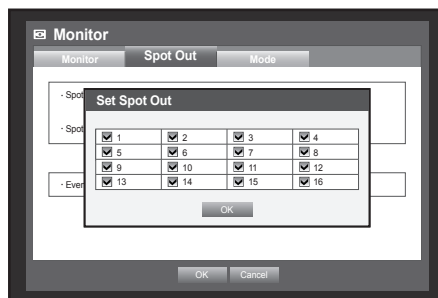 Monitor
Monitor Spot Out Mode
- Spot
Set Spot Out
- Spot
1 2 3 4
5 6 7 8
9 10 11 12
- Even
13 14 15 16
OK
OK Cancel